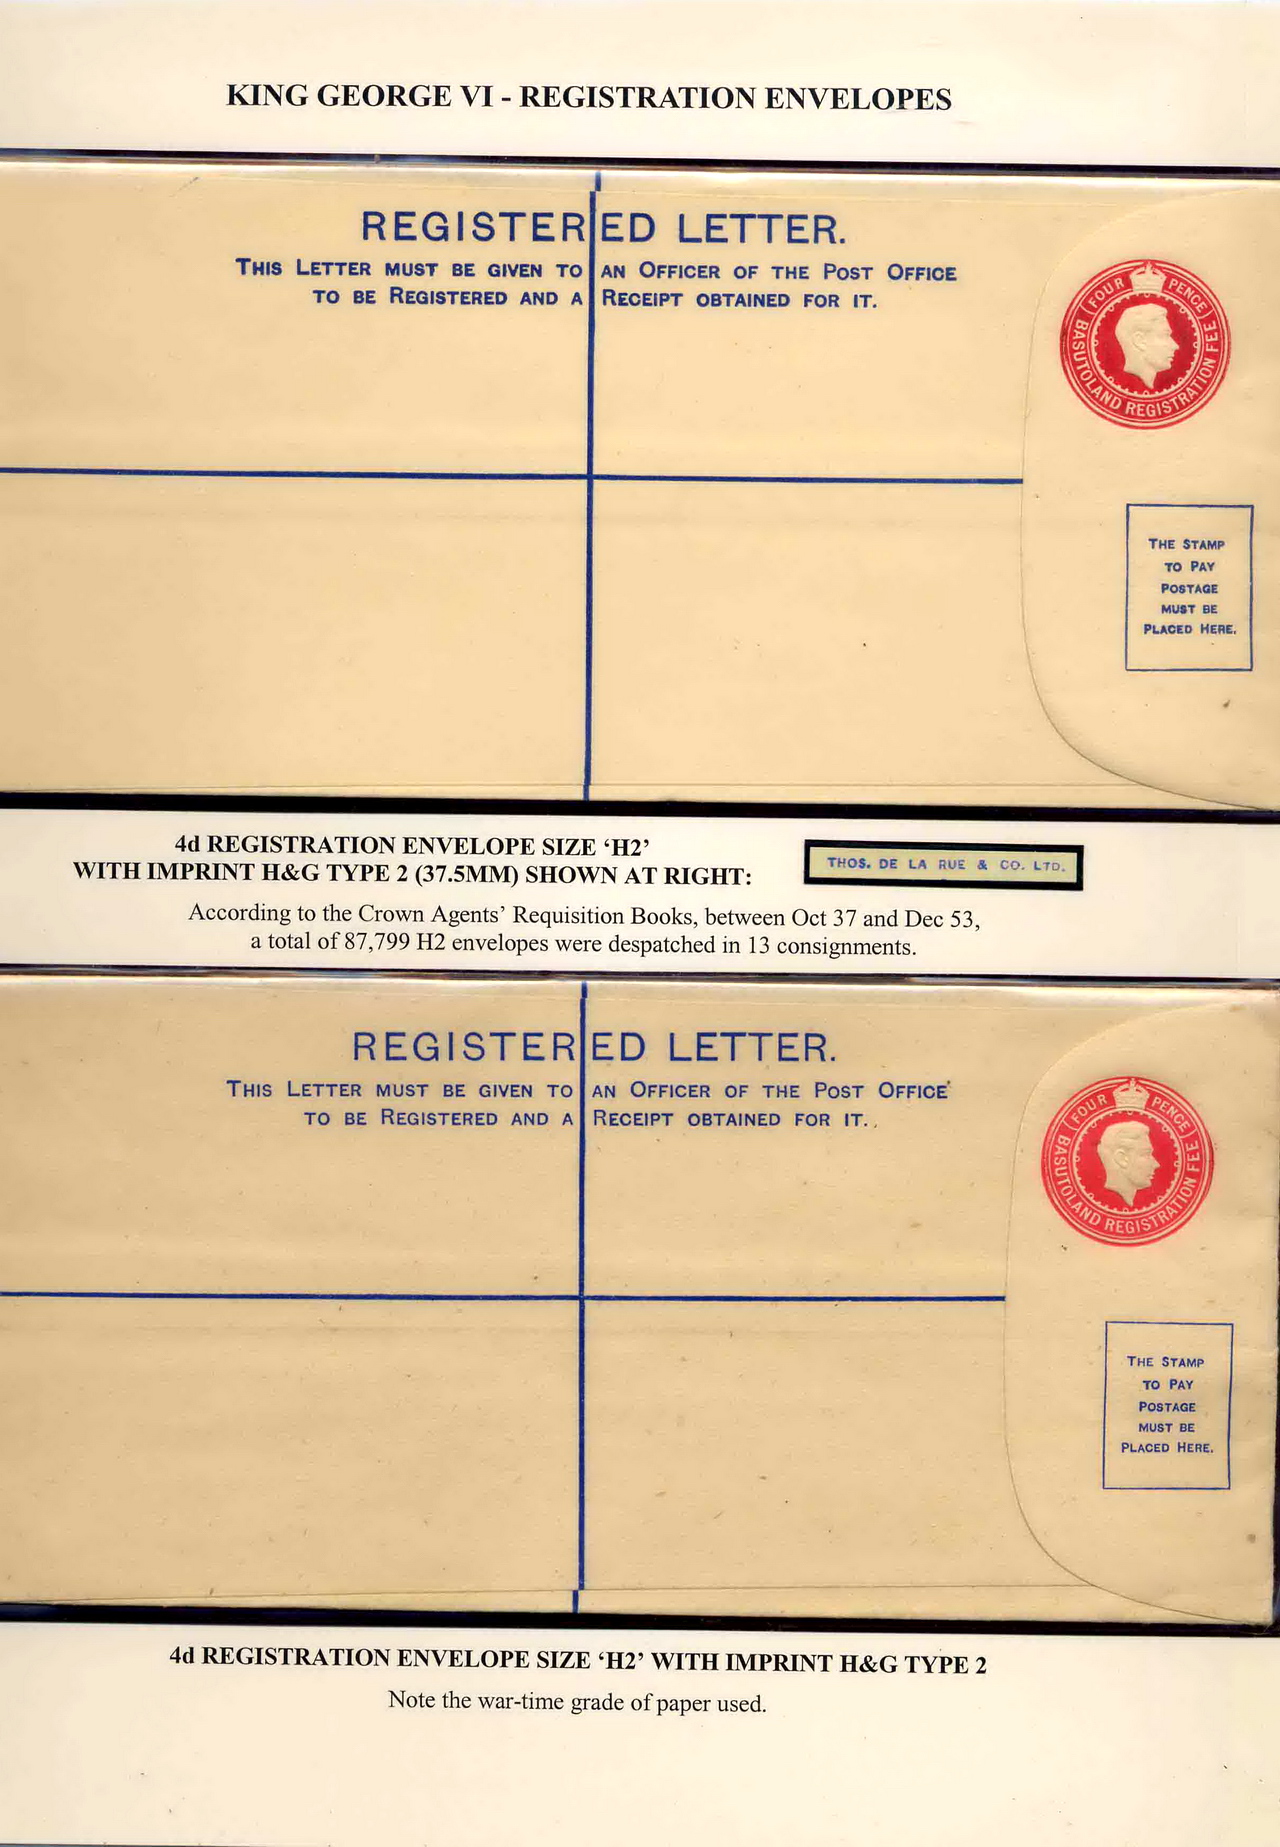 KING GEORGE VI - REGISTRATION ENVELOPES
REGISTERED LETTER.
THIS LETTER MUST BE GIVEN TO AN OFFICER OF THE POST OFFICE
TO BE REGISTERED AND A RECEIPT OBTAINED FOR IT.
FOUR PENCE
BASUTOLAND REGISTRATION FEE
THE STAMP
TO PAY
POSTAGE
MUST BE
PLACED HERE.
4d REGISTRATION ENVELOPE SIZE ‘H2’
WITH IMPRINT H&G TYPE 2 (37.5MM) SHOWN AT RIGHT:
THOS. DE LA RUE & CO. LTD.
According to the Crown Agents’ Requisition Books, between Oct 37 and Dec 53,
a total of 87,799 H2 envelopes were despatched in 13 consignments.
REGISTERED LETTER.
THIS LETTER MUST BE GIVEN TO AN OFFICER OF THE POST OFFICE
TO BE REGISTERED AND A RECEIPT OBTAINED FOR IT.
FOUR PENCE
BASUTOLAND REGISTRATION FEE
THE STAMP
TO PAY
POSTAGE
MUST BE
PLACED HERE.
4d REGISTRATION ENVELOPE SIZE ‘H2’ WITH IMPRINT H&G TYPE 2
Note the war-time grade of paper used.